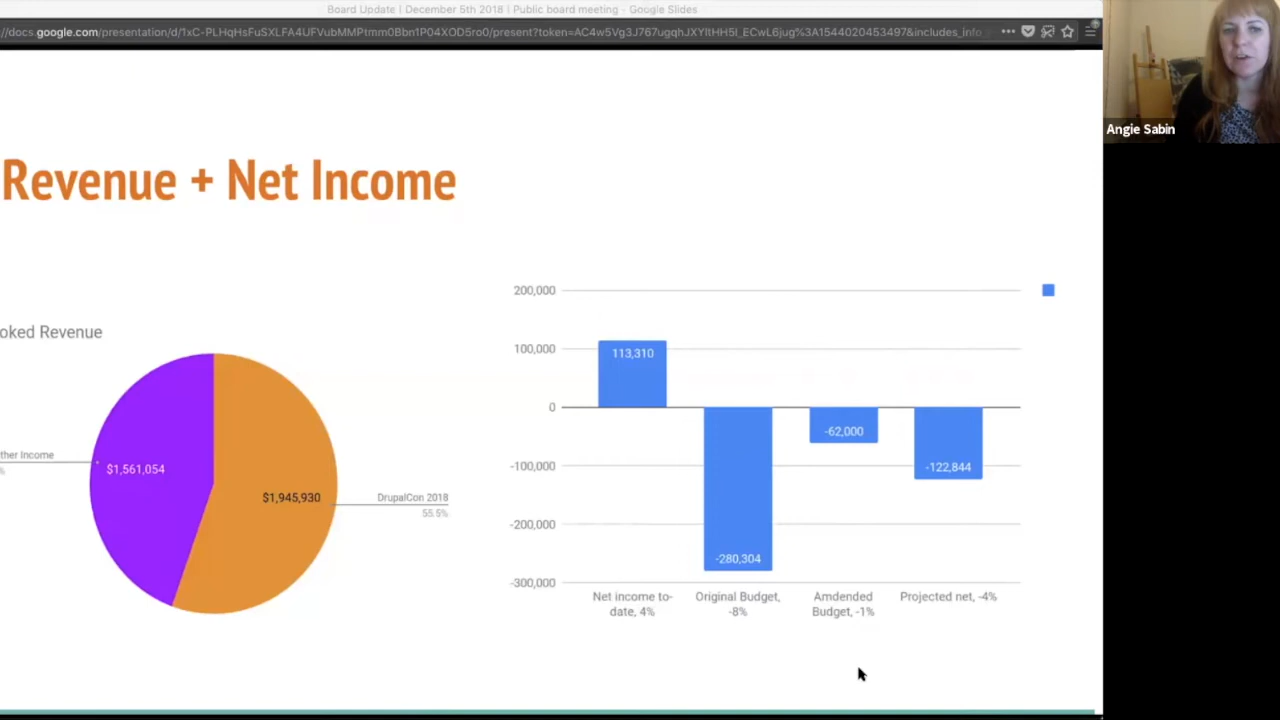 Board Update | December 5th 2018 | Public board meeting - Google Slides
Angie Sabin
Revenue + Net Income
oked Revenue
ther Income
$1,561,054
$1,945,930
DrupalCon 2018
55.5%
200,000
100,000
0
-100,000
-200,000
-300,000
113,310
-280,304
-62,000
-122,844
Net income to-
date, 4%
Original Budget,
-8%
Amdended
Budget, -1%
Projected net, -4%